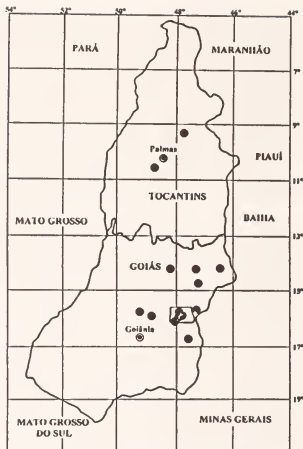 54° 50° 48° 46° 44°
PARÁ
MARANHÃO
7°
9°
Palmas
PIAUÍ
11°
TOCANTINS
MATO GROSSO
BAHIA
13°
GOIÁS
15°
Goiânia
17°
19°
MATO GROSSO
DO SUL
MINAS GERAIS